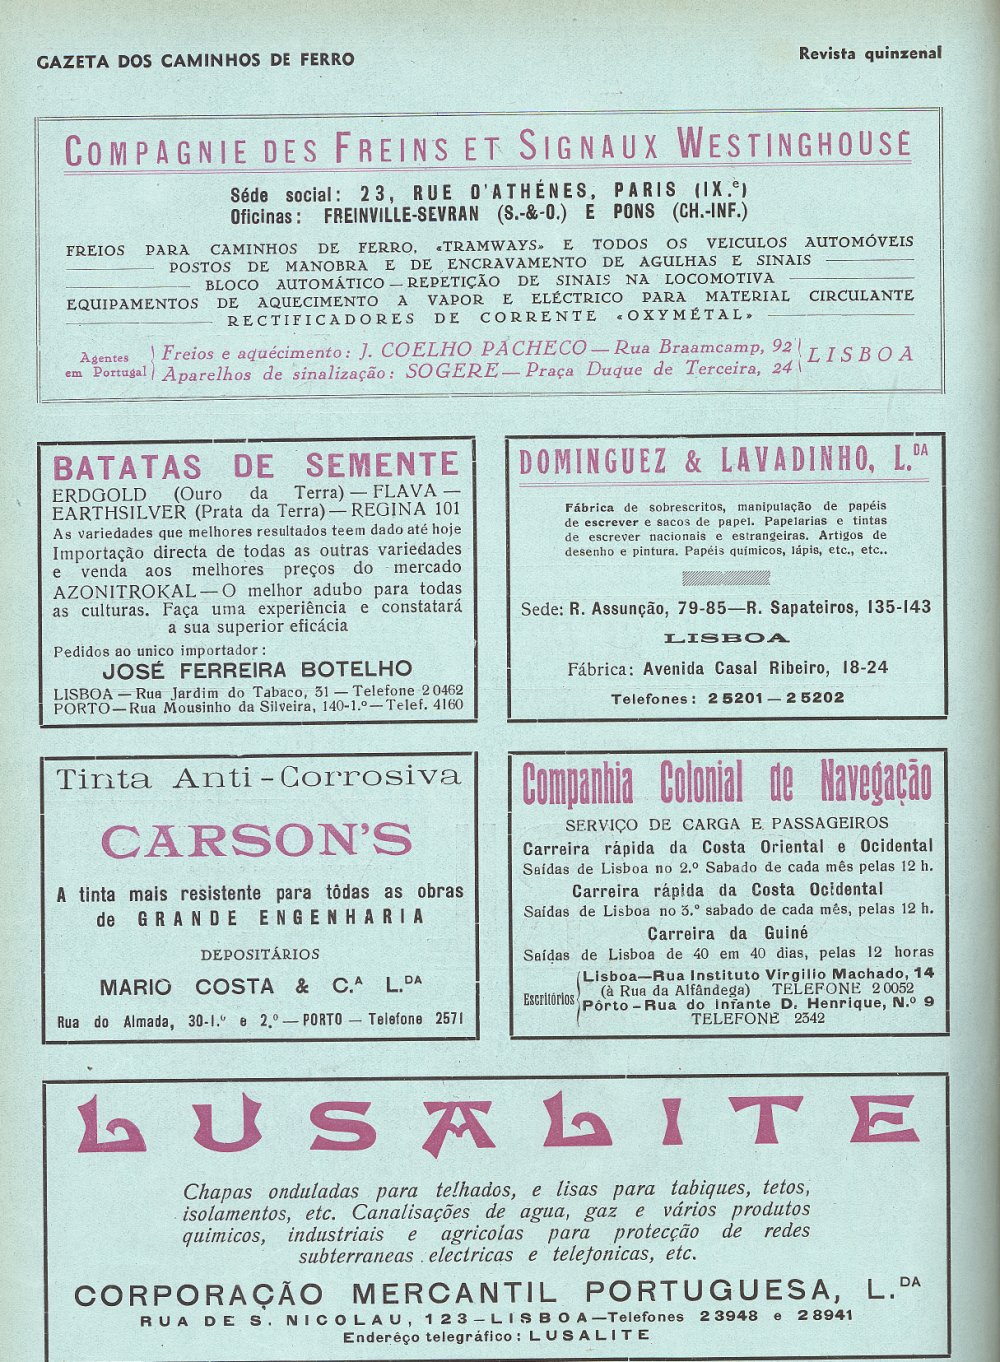 GAZETA DOS CAMINHOS DE FERRO
Revista quinzenal
COMPAGNIE DES FREINS ET SIGNAUX WESTINGHOUSE
Séde social: 23, RUE D'ATHÉNES, PARIS (IX.e)
Oficinas: FREINVILLE-SEVRAN (S.-&-O.) E PONS (CH.-INF.)
FREIOS PARA CAMINHOS DE FERRO, «TRAMWAYS» E TODOS OS VEICULOS AUTOMÓVEIS
POSTOS DE MANOBRA E DE ENCRAVAMENTO DE AGULHAS E SINAIS
BLOCO AUTOMÁTICO — REPETIÇÃO DE SINAIS NA LOCOMOTIVA
EQUIPAMENTOS DE AQUECIMENTO A VAPOR E ELÉCTRICO PARA MATERIAL CIRCULANTE
RECTIFICADORES DE CORRENTE «OXYMÉTAL»
Agentes em Portugal
Freios e aquécimento: J. COELHO PACHECO — Rua Braamcamp, 92
Aparelhos de sinalização: SOGERE — Praça Duque de Terceira, 24
LISBOA
BATATAS DE SEMENTE
ERDGOLD (Ouro da Terra) — FLAVA —
EARTHSILVER (Prata da Terra) — REGINA 101
As variedades que melhores resultados teem dado até hoje
Importação directa de todas as outras variedades
e venda aos melhores preços do mercado
AZONITROKAL — O melhor adubo para todas
as culturas. Faça uma experiência e constatará
a sua superior eficácia
Pedidos ao unico importador:
JOSÉ FERREIRA BOTELHO
LISBOA — Rua Jardim do Tabaco, 31 — Telefone 20462
PORTO — Rua Mousinho da Silveira, 140-1.º — Telef. 4160
DOMINGUEZ & LAVADINHO, L.DA
Fábrica de sobrescritos, manipulação de papéis
de escrever e sacos de papel. Papelarias e tintas
de escrever nacionais e estrangeiras. Artigos de
desenho e pintura. Papéis químicos, lápis, etc., etc..
Sede: R. Assunção, 79-85—R. Sapateiros, 135-143
LISBOA
Fábrica: Avenida Casal Ribeiro, 18-24
Telefones: 25201 — 25202
Tinta Anti-Corrosiva
CARSON'S
A tinta mais resistente para tôdas as obras
de GRANDE ENGENHARIA
DEPOSITÁRIOS
MARIO COSTA & C.A L.DA
Rua do Almada, 30-1.º e 2.º — PORTO — Telefone 2571
Companhia Colonial de Navegação
SERVIÇO DE CARGA E PASSAGEIROS
Carreira rápida da Costa Oriental e Ocidental
Saídas de Lisboa no 2.º Sabado de cada mês pelas 12 h.
Carreira rápida da Costa Ocidental
Saídas de Lisboa no 3.º sabado de cada mês, pelas 12 h.
Carreira da Guiné
Saídas de Lisboa de 40 em 40 dias, pelas 12 horas
Escritórios
Lisboa—Rua Instituto Virgilio Machado, 14
(à Rua da Alfândega) TELEFONE 20052
Pôrto—Rua do infante D. Henrique, N.º 9
TELEFONE 2342
LUSALITE
Chapas onduladas para telhados, e lisas para tabiques, tetos,
isolamentos, etc. Canalisações de agua, gaz e vários produtos
quimicos, industriais e agricolas para protecção de redes
subterraneas electricas e telefonicas, etc.
CORPORAÇÃO MERCANTIL PORTUGUESA, L.DA
RUA DE S. NICOLAU, 123—LISBOA—Telefones 23948 e 28941
Enderêço telegráfico: LUSALITE